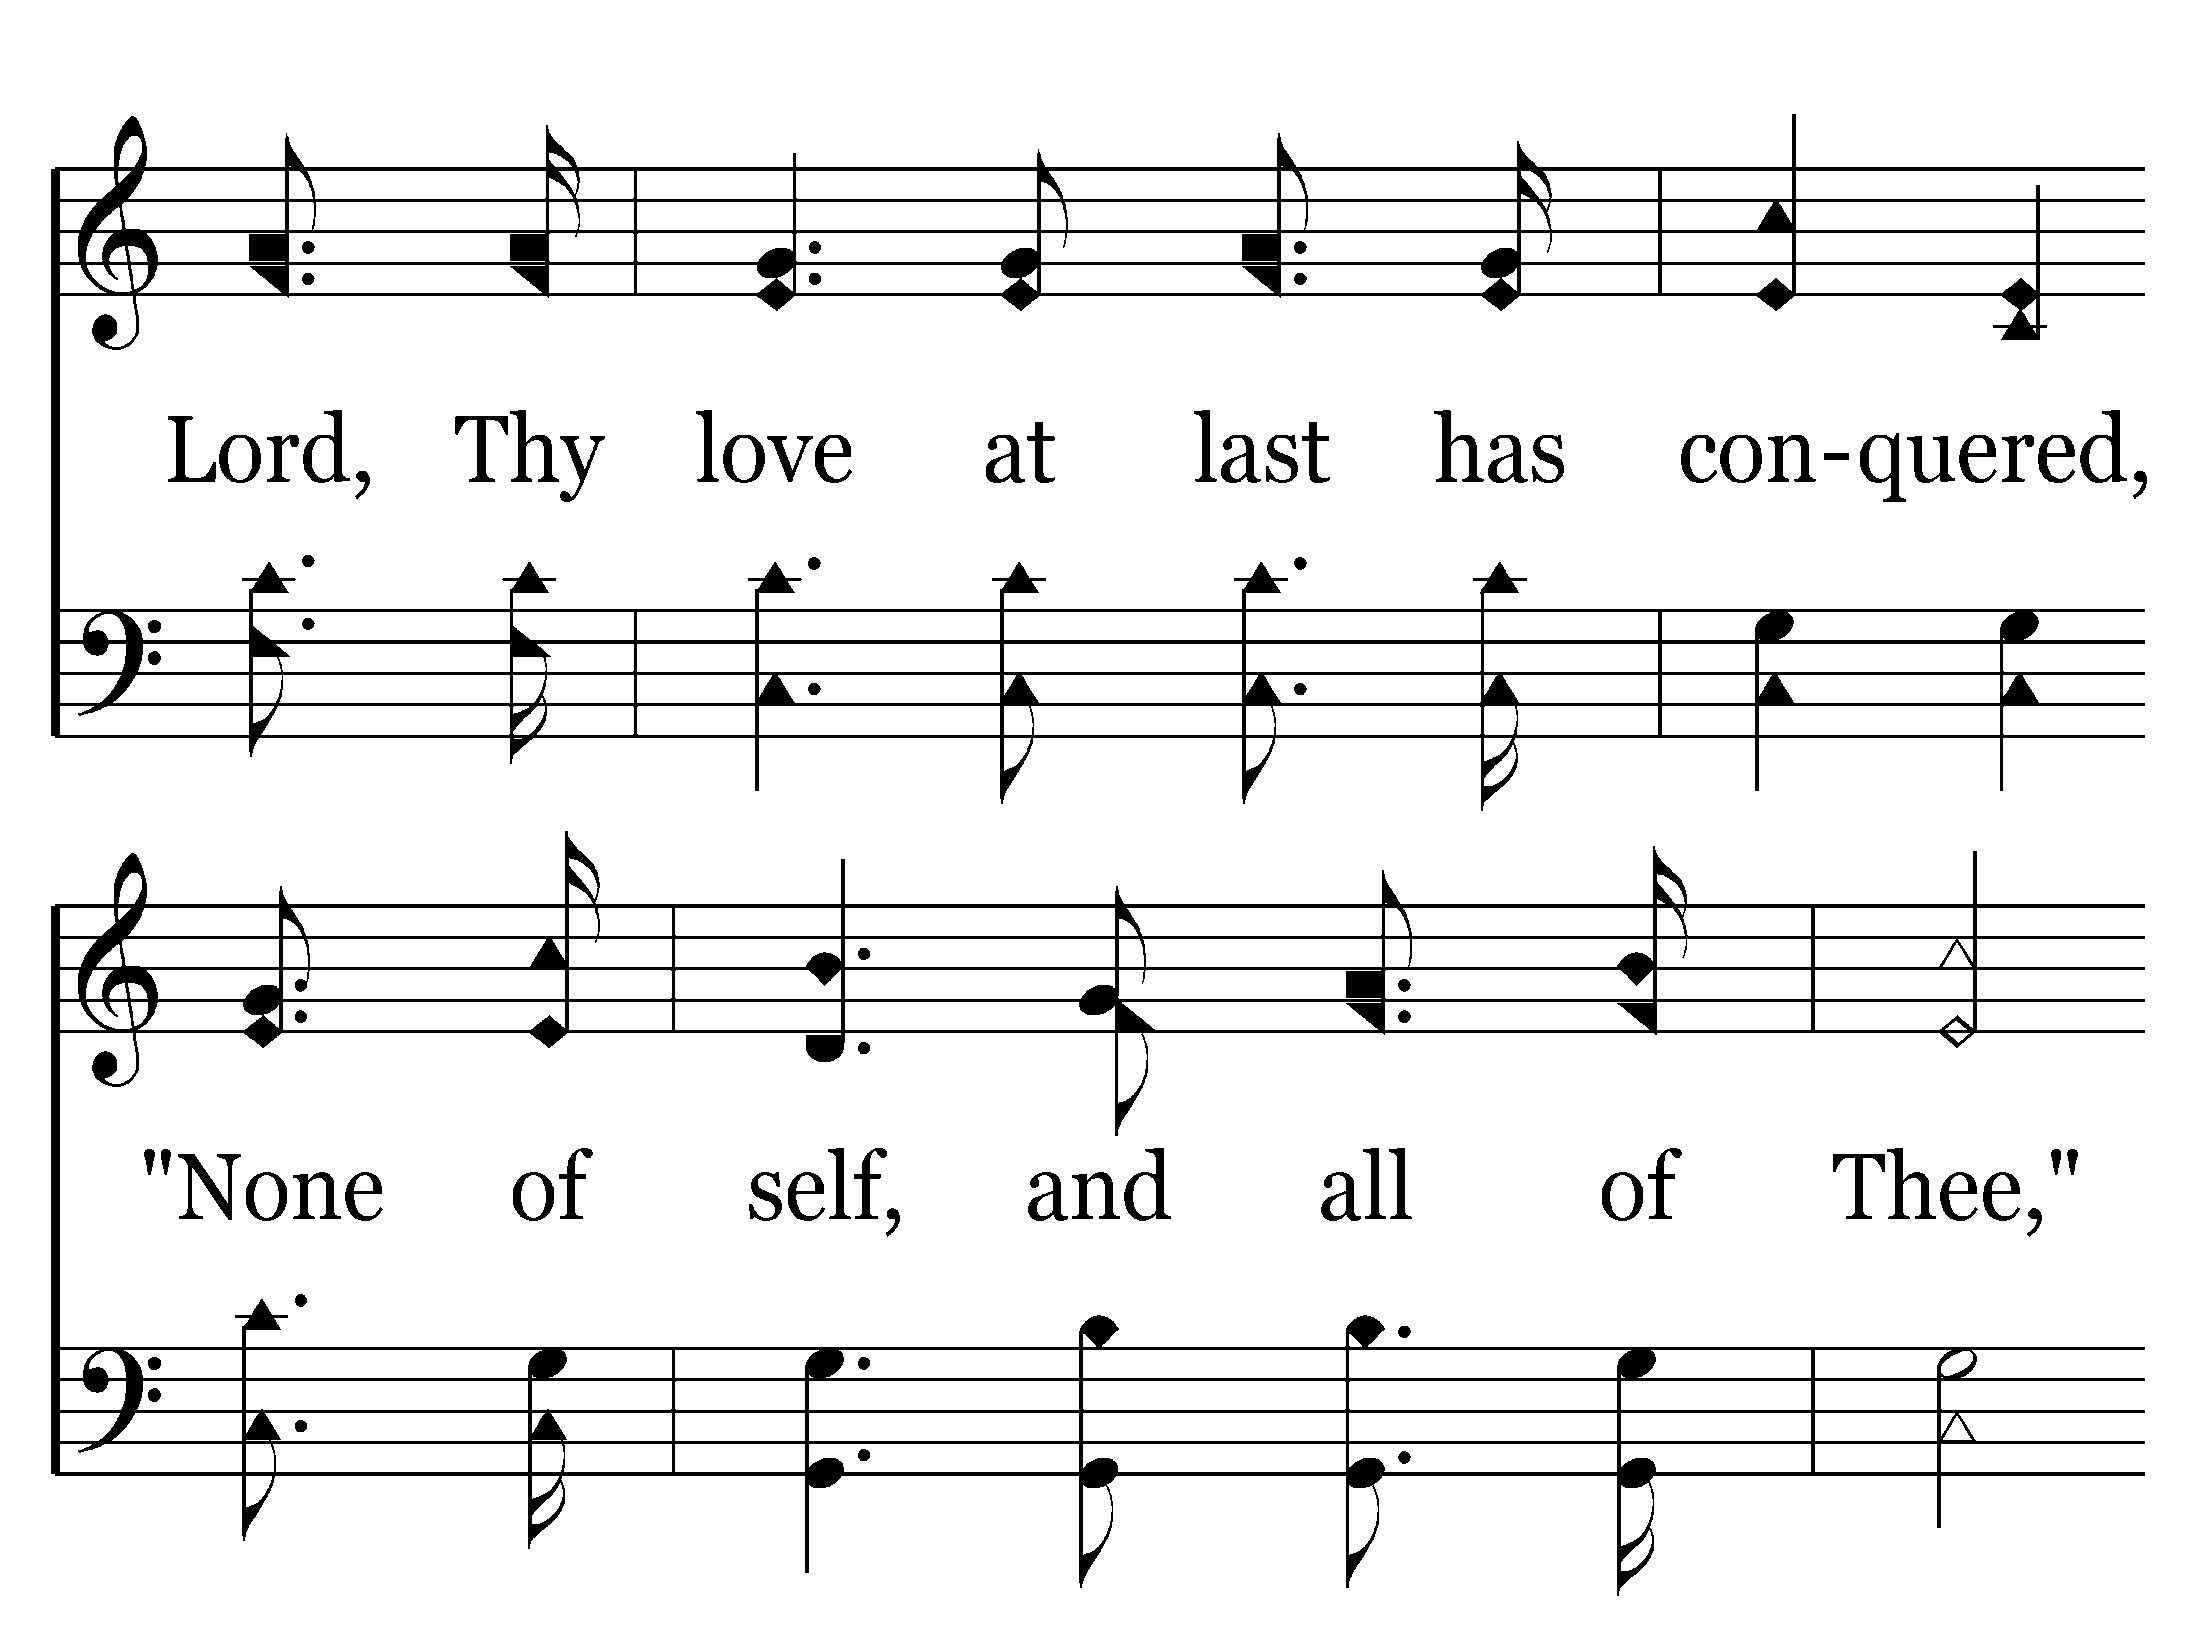 Lord, Thy love at last has con-quered,
"None of self, and all of Thee,"